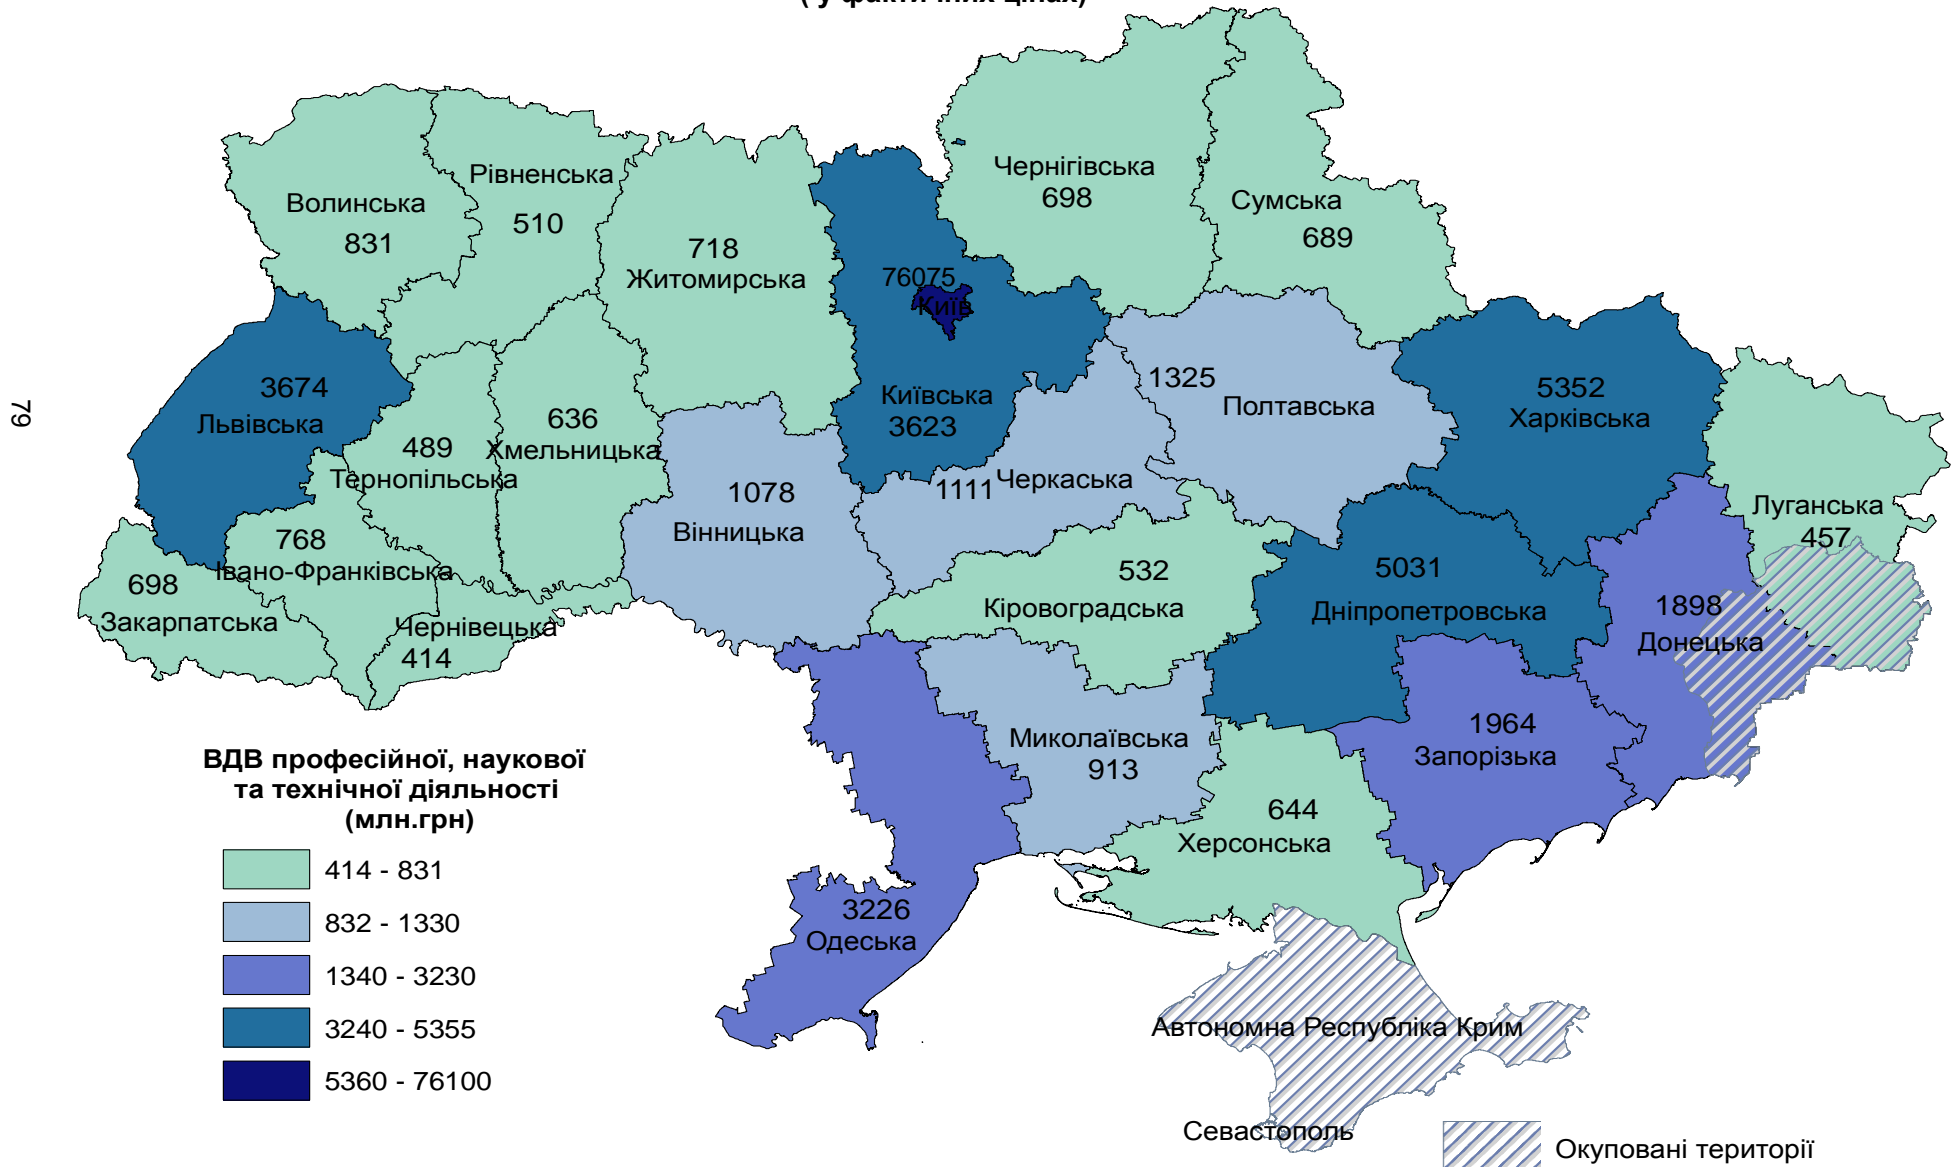 ( у фактичних цінах)
Чернігівська
698
Рівненська
510
Волинська
831
Сумська
689
718
Житомирська
76075
Київ
3674
Львівська
Київська
3623
1325
Полтавська
5352
Харківська
636
Хмельницька
489
Тернопільська
1078
Вінницька
1111 Черкаська
Луганська
457
768
Івано-Франківська
698
Закарпатська
Чернівецька
414
532
Кіровоградська
5031
Дніпропетровська
1898
Донецька
Миколаївська
913
1964
Запорізька
644
Херсонська
3226
Одеська
Автономна Республіка Крим
Севастополь
ВДВ професійної, наукової
та технічної діяльності
(млн.грн)
414 - 831
832 - 1330
1340 - 3230
3240 - 5355
5360 - 76100
Окуповані території
79